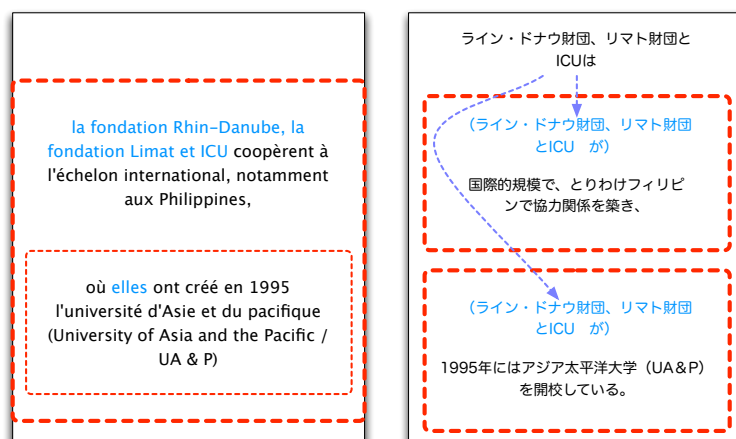 la fondation Rhin-Danube, la
fondation Limat et ICU coopèrent à
l'échelon international, notamment
aux Philippines,
où elles ont créé en 1995
l'université d'Asie et du pacifique
(University of Asia and the Pacific /
UA & P)
ライン・ドナウ財団、リマト財団と
ICUは
（ライン・ドナウ財団、リマト財団
とICU　が）
国際的規模で、とりわけフィリピ
ンで協力関係を築き、
（ライン・ドナウ財団、リマト財団
とICU　が）
1995年にはアジア太平洋大学（UA＆P）
を開校している。